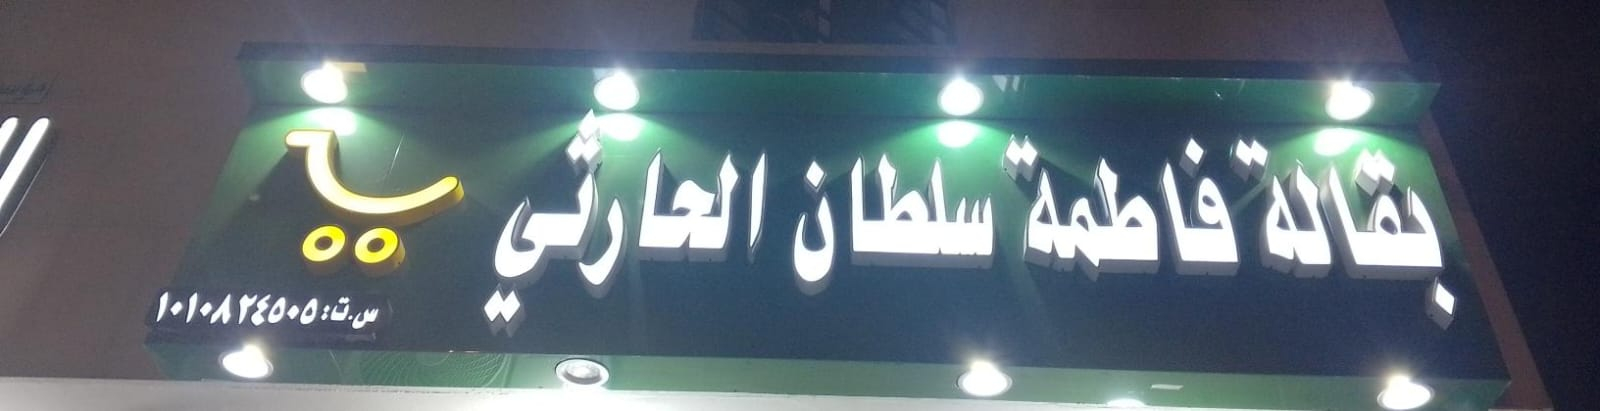 بقالة فاطمة سلطان الحارثي
س.ت: ١٠١٠٨٢٤٥٠٥